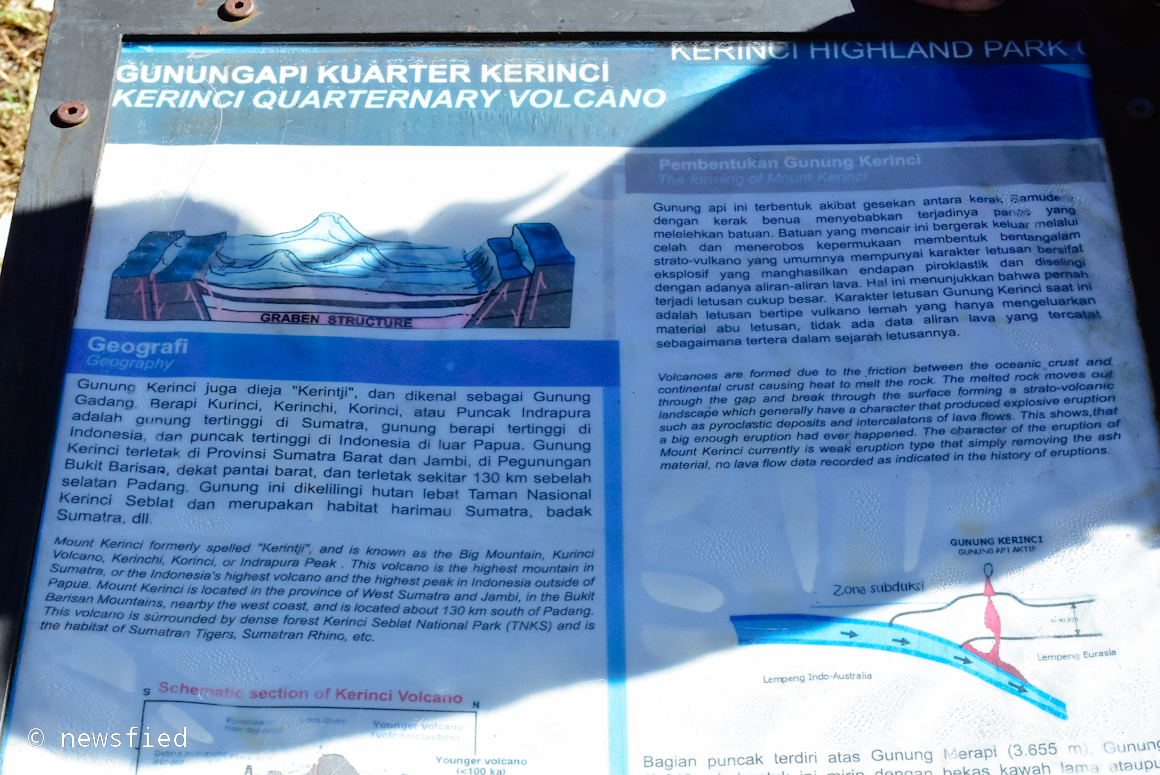 KERINCI HIGHLAND PARK
GUNUNGAPI KUARTER KERINCI
KERINCI QUARTERNARY VOLCANO
GRABEN STRUCTURE
Geografi
Geography
Gunung Kerinci juga dieja "Kerintji", dan dikenal sebagai Gunung
Gadang Berapi Kurinci, Kerinchi, Korinci, atau Puncak Indrapura
adalah gunung tertinggi di Sumatra, gunung berapi tertinggi di
Indonesia, dan puncak tertinggi di Indonesia di luar Papua. Gunung
Kerinci terletak di Provinsi Sumatra Barat dan Jambi, di Pegunungan
Bukit Barisan, dekat pantai barat, dan terletak sekitar 130 km sebelah
selatan Padang. Gunung ini dikelilingi hutan lebat Taman Nasional
Kerinci Seblat dan merupakan habitat harimau Sumatra, badak
Sumatra, dll.
Mount Kerinci formerly spelled "Kerintji", and is known as the Big Mountain, Kurinci
Volcano, Kerinchi, Korinci, or Indrapura Peak . This volcano is the highest mountain in
Sumatra, or the Indonesia's highest volcano and the highest peak in Indonesia outside of
Papua. Mount Kerinci is located in the province of West Sumatra and Jambi, in the Bukit
Barisan Mountains, nearby the west coast, and is located about 130 km south of Padang.
This volcano is surrounded by dense forest Kerinci Seblat National Park (TNKS) and is
the habitat of Sumatran Tigers, Sumatran Rhino, etc.
S Schematic section of Kerinci Volcano N
Pyroclastic Lava flows
flow deposits
Younger volcano
(volcaniclastics)
Younger volcano
(<100 ka)
Pembentukan Gunung Kerinci
The forming of Mount Kerinci
Gunung api ini terbentuk akibat gesekan antara kerak Samudera
dengan kerak benua menyebabkan terjadinya panas yang
melelehkan batuan. Batuan yang mencair ini bergerak keluar melalui
celah dan menerobos kepermukaan membentuk bentangalam
strato-vulkano yang umumnya mempunyai karakter letusan bersifat
eksplosif yang manghasilkan endapan piroklastik dan diselingi
dengan adanya aliran-aliran lava. Hal ini menunjukkan bahwa pernah
terjadi letusan cukup besar. Karakter letusan Gunung Kerinci saat ini
adalah letusan bertipe vulkano lemah yang hanya mengeluarkan
material abu letusan, tidak ada data aliran lava yang tercatat
sebagaimana tertera dalam sejarah letusannya.
Volcanoes are formed due to the friction between the oceanic crust and
continental crust causing heat to melt the rock. The melted rock moves out
through the gap and break through the surface forming a strato-volcanic
landscape which generally have a character that produced explosive eruption
such as pyroclastic deposits and intercalatons of lava flows. This shows,that
a big enough eruption had ever happened. The character of the eruption of
Mount Kerinci currently is weak eruption type that simply removing the ash
material, no lava flow data recorded as indicated in the history of eruptions.
GUNUNG KERINCI
GUNUNG API AKTIF
Zona subduksi
Lempeng Eurasia
Lempeng Indo-Australia
Bagian puncak terdiri atas Gunung Merapi (3.655 m), Gunung
ini mirip dengan bekas kawah lama ataupu
© newsfied